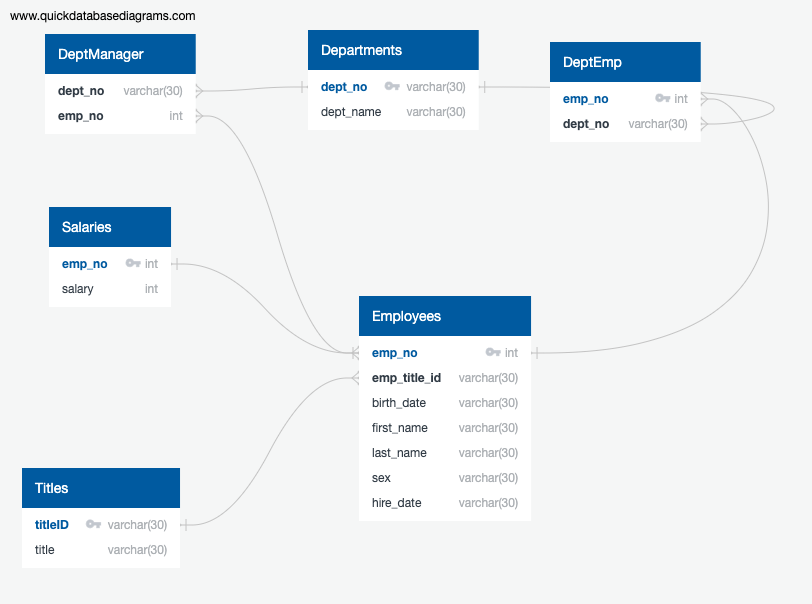 www.quickdatabasediagrams.com
DeptManager
dept_no varchar(30)
emp_no int
Departments
dept_no varchar(30)
dept_name varchar(30)
DeptEmp
emp_no int
dept_no varchar(30)
Salaries
emp_no int
salary int
Employees
emp_no int
emp_title_id varchar(30)
birth_date varchar(30)
first_name varchar(30)
last_name varchar(30)
sex varchar(30)
hire_date varchar(30)
Titles
titleID varchar(30)
title varchar(30)